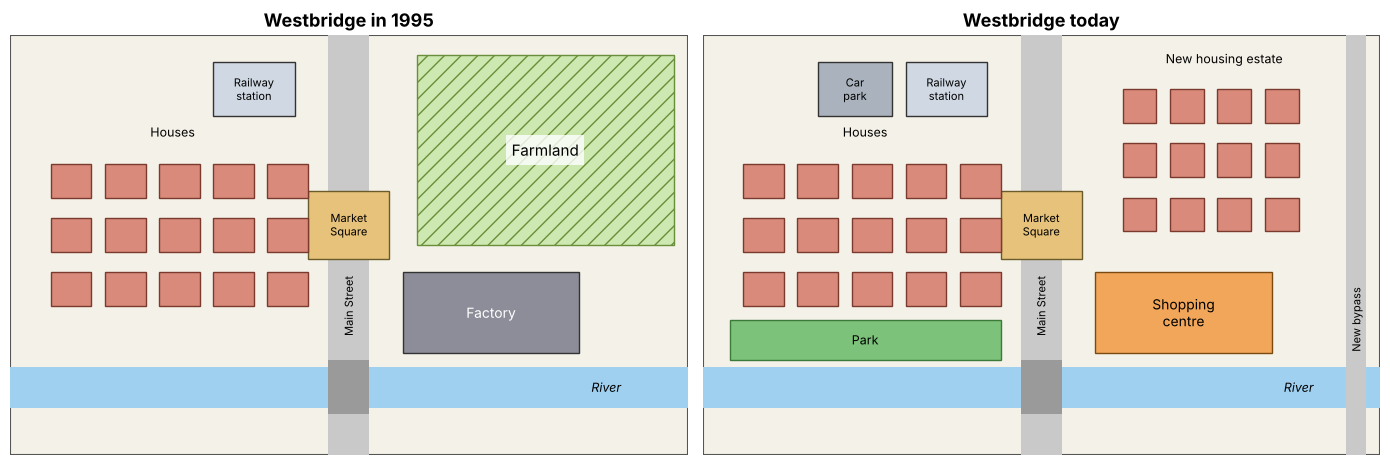 Westbridge in 1995
Railway
station
Houses
Farmland
Market
Square
Main Street
Factory
River
Westbridge today
New housing estate
Car
park
Railway
station
Houses
Market
Square
Main Street
Shopping
centre
New bypass
Park
River